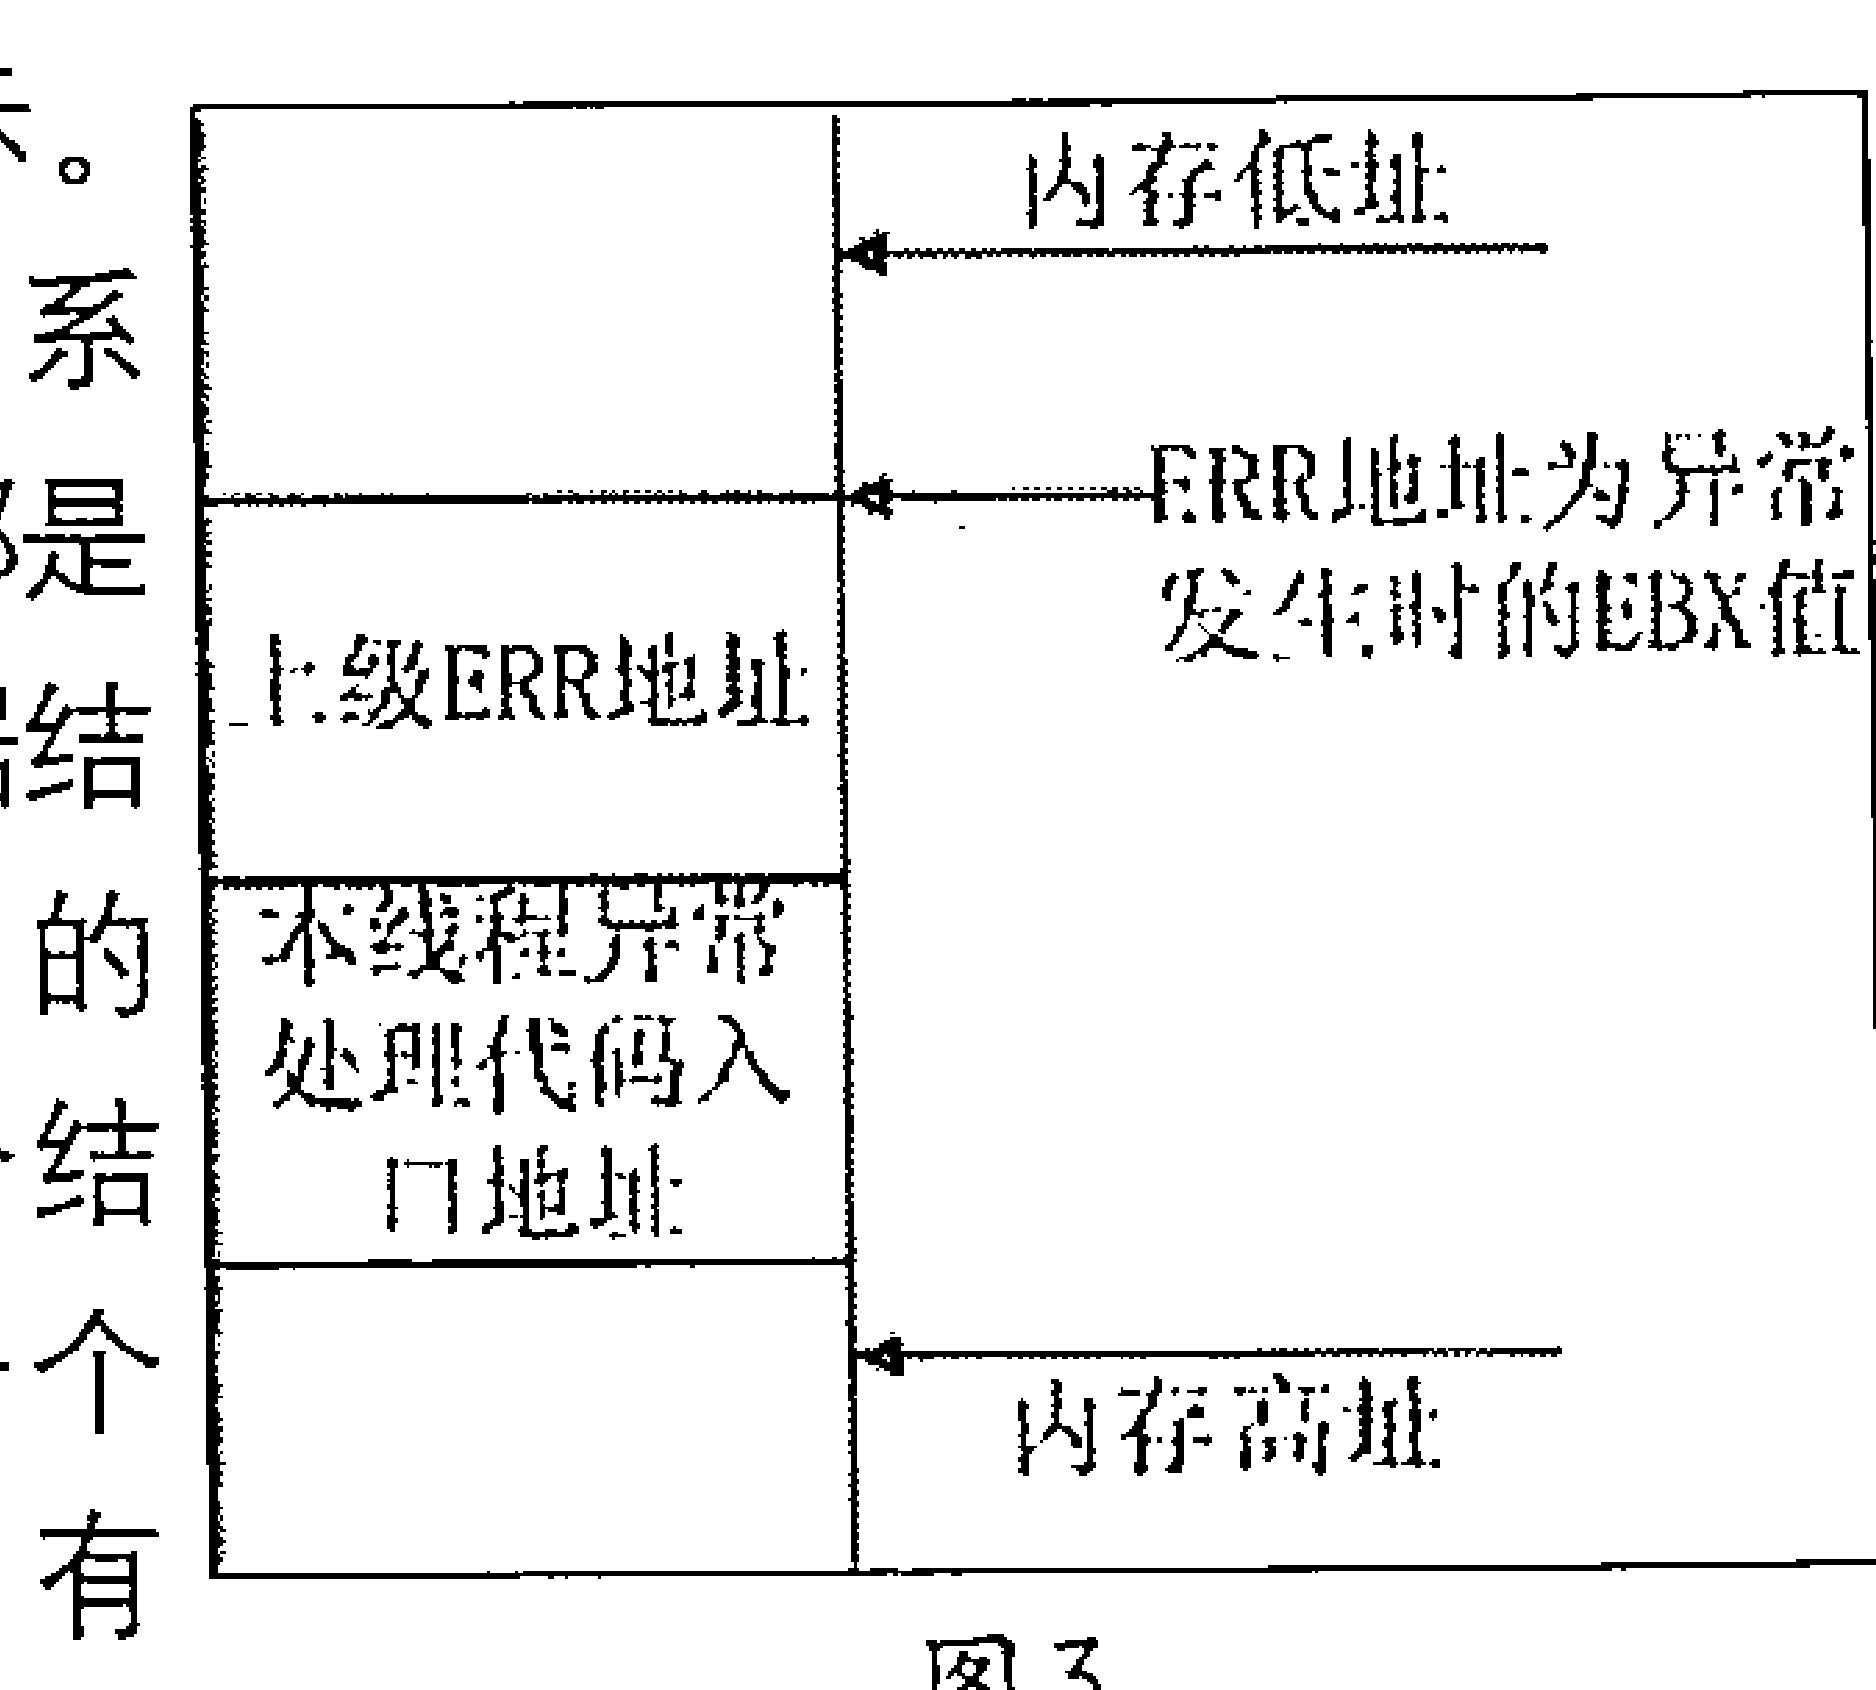 。
系
是
结
的
结
个
有
内存低址
ERR地址为异常
发生时的EBX值
上级ERR地址
本线程异常
处理代码入
口地址
内存高址
图3